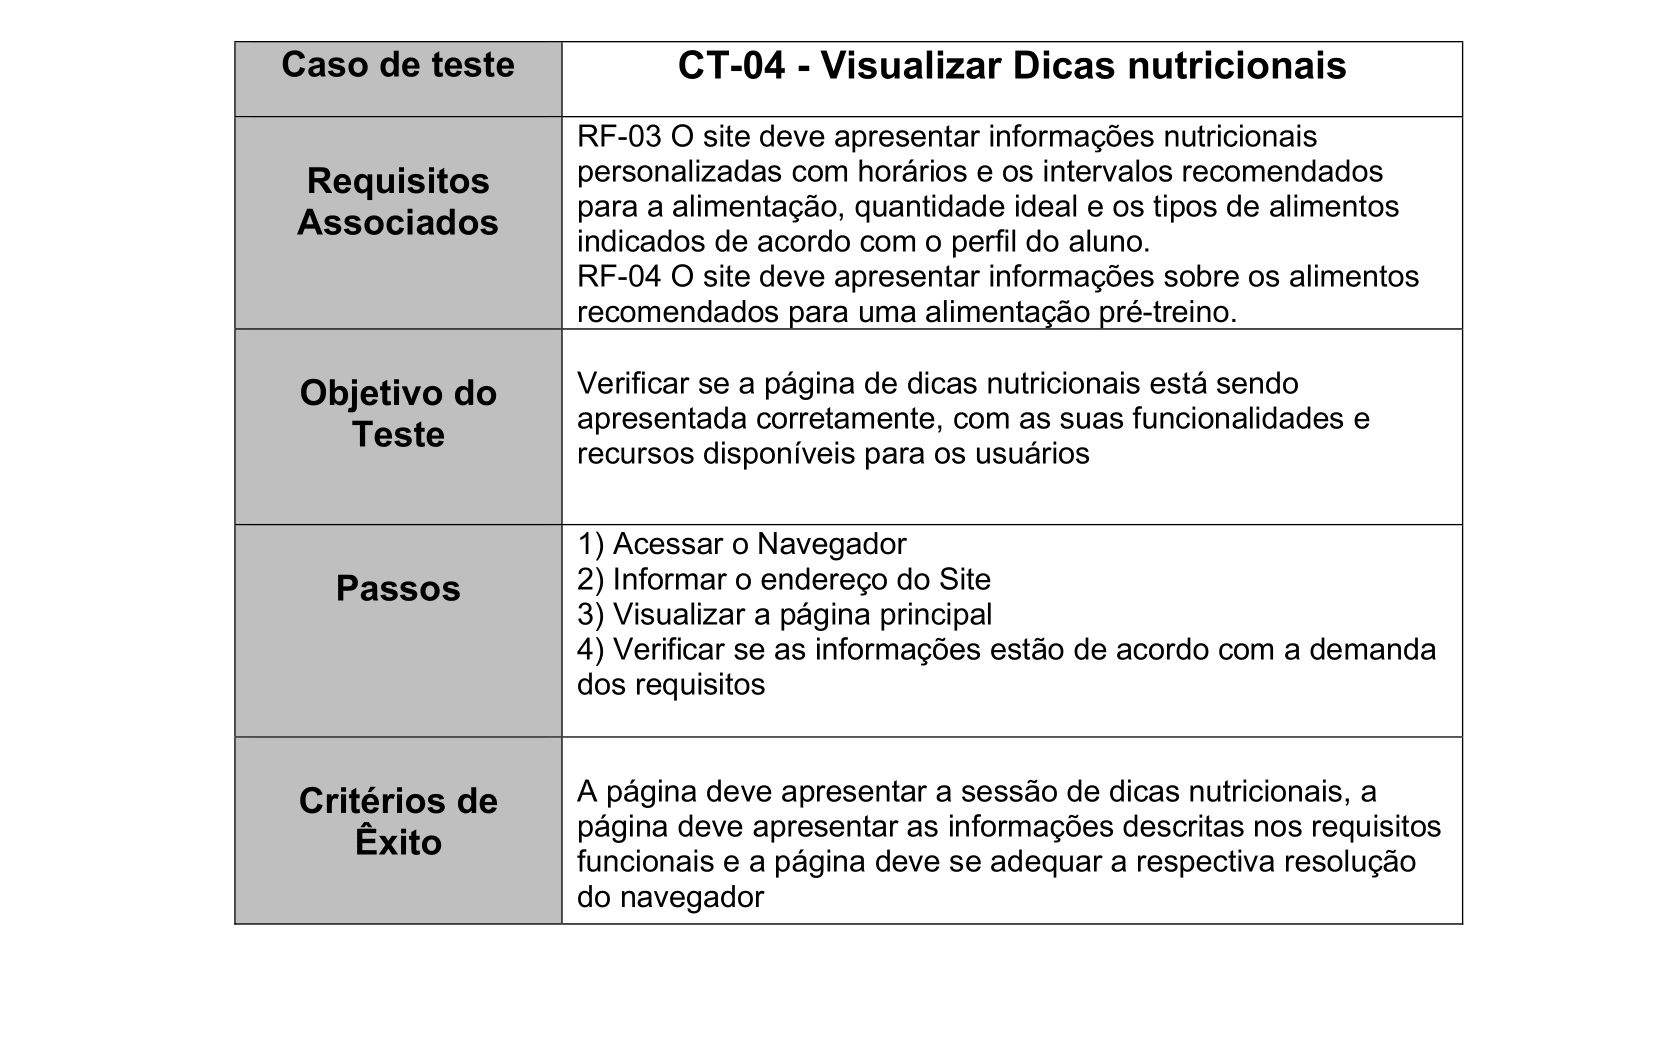 Caso de teste
CT-04 - Visualizar Dicas nutricionais
Requisitos
Associados
RF-03 O site deve apresentar informações nutricionais
personalizadas com horários e os intervalos recomendados
para a alimentação, quantidade ideal e os tipos de alimentos
indicados de acordo com o perfil do aluno.
RF-04 O site deve apresentar informações sobre os alimentos
recomendados para uma alimentação pré-treino.
Objetivo do
Teste
Verificar se a página de dicas nutricionais está sendo
apresentada corretamente, com as suas funcionalidades e
recursos disponíveis para os usuários
Passos
1) Acessar o Navegador
2) Informar o endereço do Site
3) Visualizar a página principal
4) Verificar se as informações estão de acordo com a demanda
dos requisitos
Critérios de
Êxito
A página deve apresentar a sessão de dicas nutricionais, a
página deve apresentar as informações descritas nos requisitos
funcionais e a página deve se adequar a respectiva resolução
do navegador